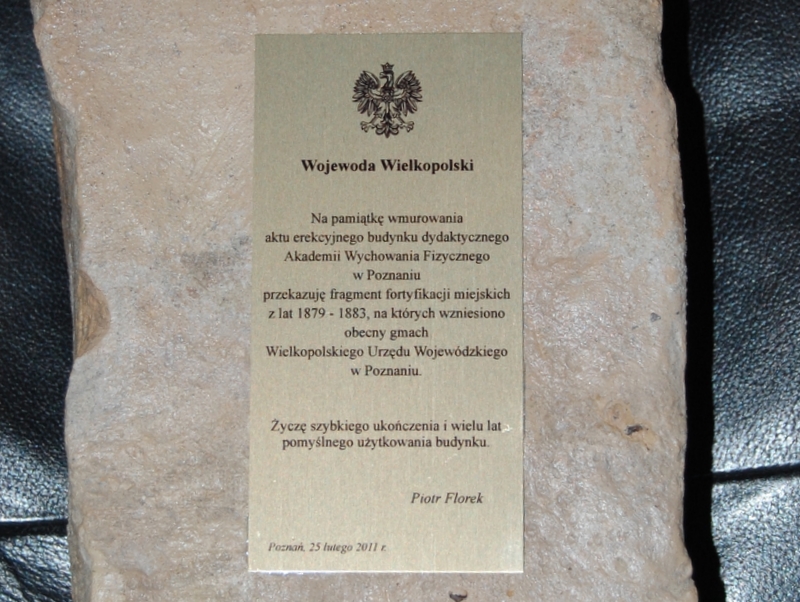 Wojewoda Wielkopolski
Na pamiątkę wmurowania
aktu erekcyjnego budynku dydaktycznego
Akademii Wychowania Fizycznego
w Poznaniu
przekazuję fragment fortyfikacji miejskich
z lat 1879 - 1883, na których wzniesiono
obecny gmach
Wielkopolskiego Urzędu Wojewódzkiego
w Poznaniu.
Życzę szybkiego ukończenia i wielu lat
pomyślnego użytkowania budynku.
Piotr Florek
Poznań, 25 lutego 2011 r.